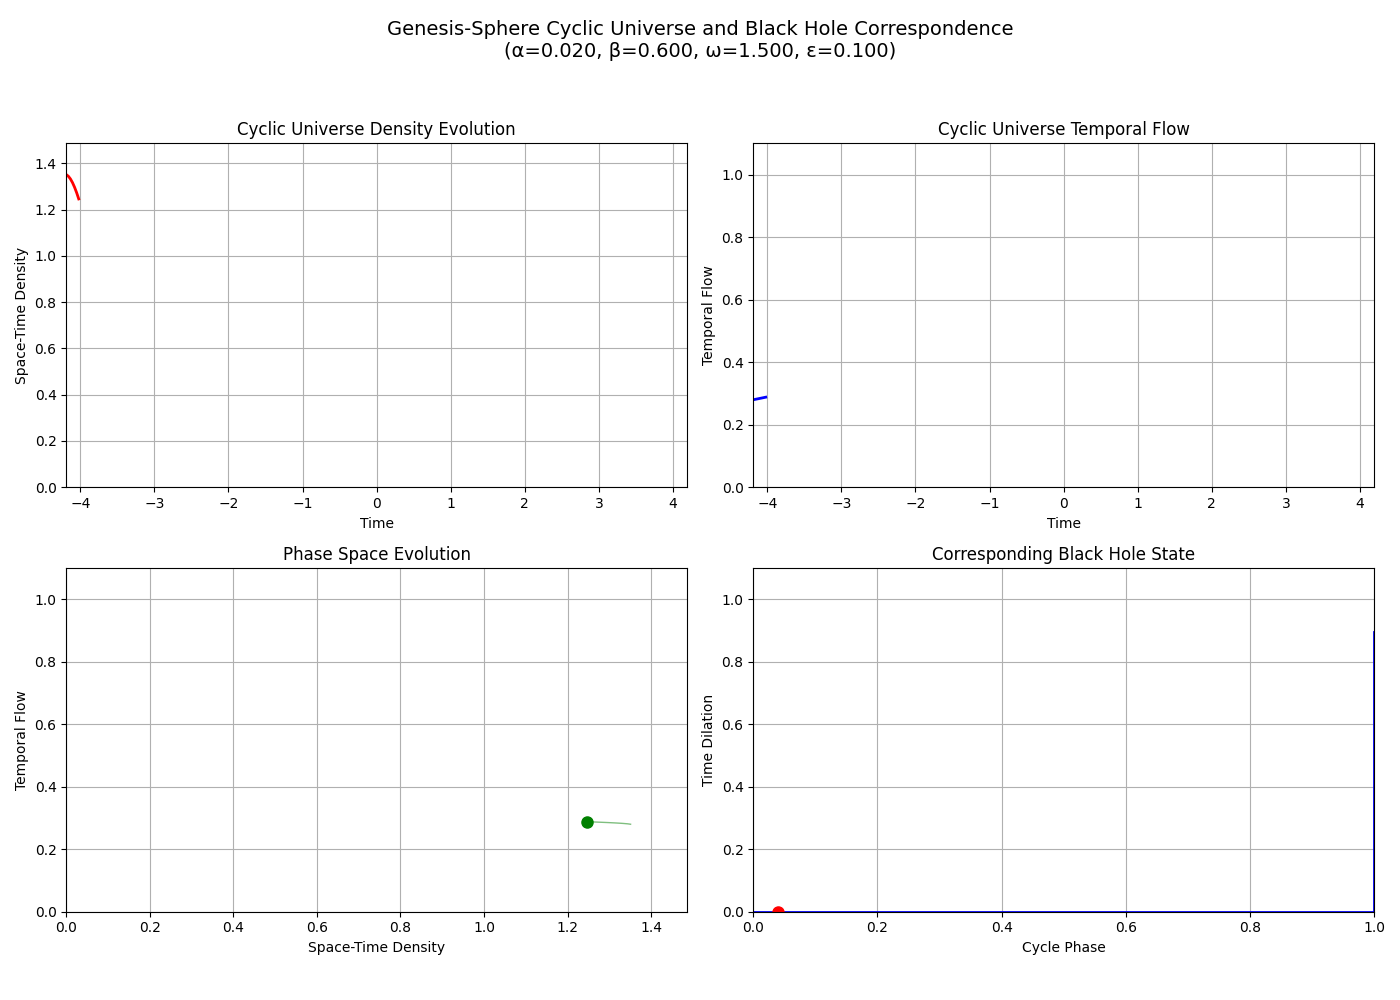 Genesis-Sphere Cyclic Universe and Black Hole Correspondence
(α=0.020, β=0.600, ω=1.500, ε=0.100)
Cyclic Universe Density Evolution
1.4
1.2
1.0
0.8
0.6
0.4
0.2
0.0
Space-Time Density
−4 −3 −2 −1 0 1 2 3 4
Time
Cyclic Universe Temporal Flow
1.0
0.8
0.6
0.4
0.2
0.0
Temporal Flow
−4 −3 −2 −1 0 1 2 3 4
Time
Phase Space Evolution
1.0
0.8
0.6
0.4
0.2
0.0
Temporal Flow
0.0 0.2 0.4 0.6 0.8 1.0 1.2 1.4
Space-Time Density
Corresponding Black Hole State
1.0
0.8
0.6
0.4
0.2
0.0
Time Dilation
0.0 0.2 0.4 0.6 0.8 1.0
Cycle Phase